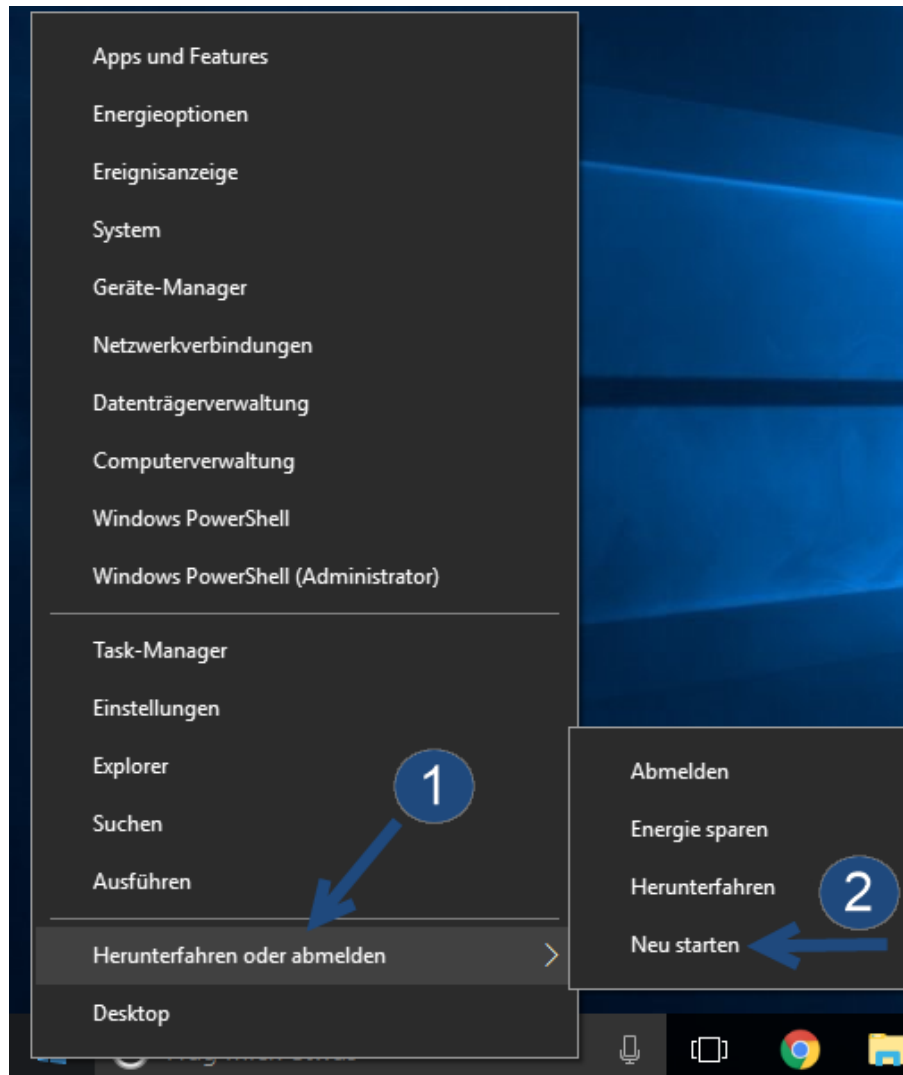 Apps und Features
Energieoptionen
Ereignisanzeige
System
Geräte-Manager
Netzwerkverbindungen
Datenträgerverwaltung
Computerverwaltung
Windows PowerShell
Windows PowerShell (Administrator)
Task-Manager
Einstellungen
Explorer
Suchen
Ausführen
Herunterfahren oder abmelden
Desktop
1
Abmelden
Energie sparen
Herunterfahren
Neu starten
2